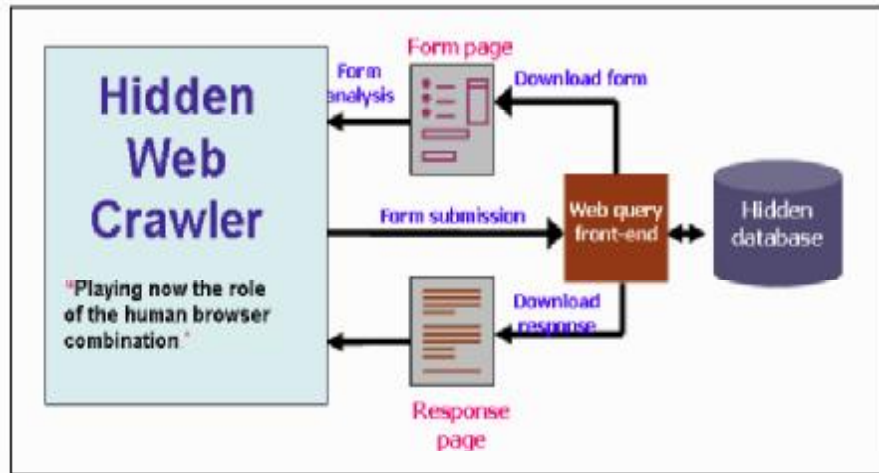 Form page
Form
analysis
Download form
Hidden
Web
Crawler
Form submission
Web query
front-end
Hidden
database
"Playing now the role
of the human browser
combination "
Download
response
Response
page